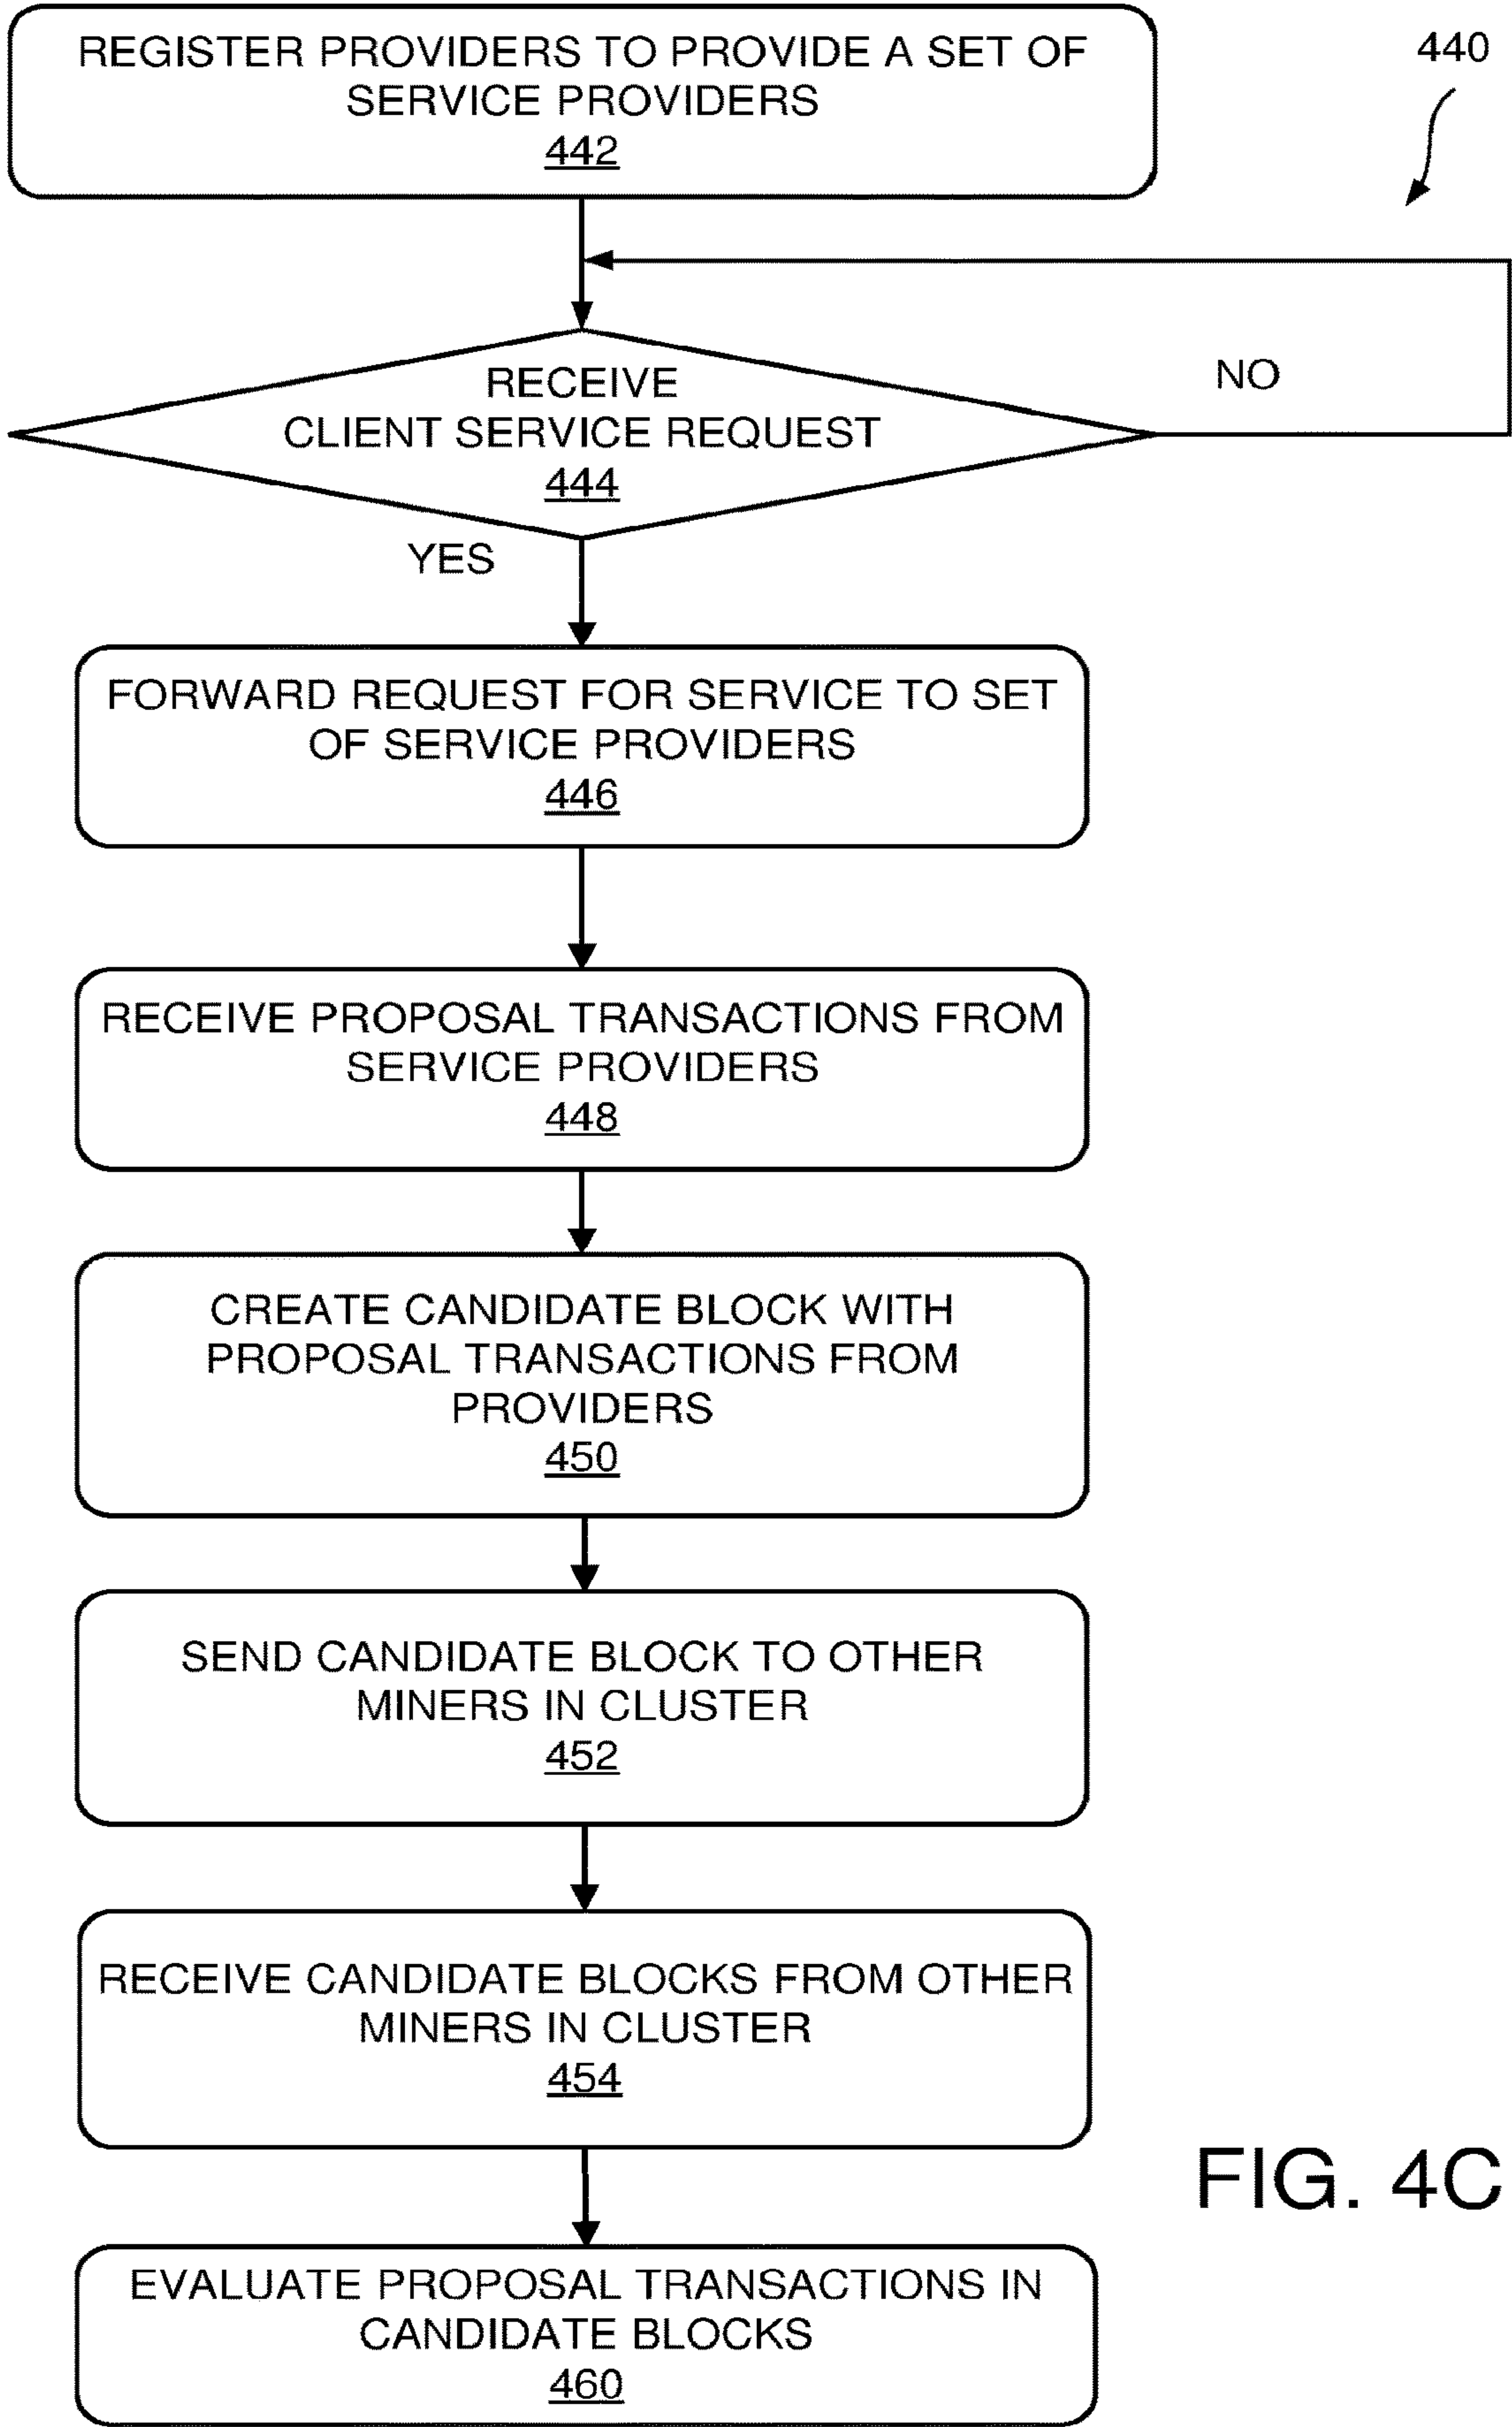 REGISTER PROVIDERS TO PROVIDE A SET OF
SERVICE PROVIDERS
442
440
RECEIVE
CLIENT SERVICE REQUEST
444
NO
YES
FORWARD REQUEST FOR SERVICE TO SET
OF SERVICE PROVIDERS
446
RECEIVE PROPOSAL TRANSACTIONS FROM
SERVICE PROVIDERS
448
CREATE CANDIDATE BLOCK WITH
PROPOSAL TRANSACTIONS FROM
PROVIDERS
450
SEND CANDIDATE BLOCK TO OTHER
MINERS IN CLUSTER
452
RECEIVE CANDIDATE BLOCKS FROM OTHER
MINERS IN CLUSTER
454
EVALUATE PROPOSAL TRANSACTIONS IN
CANDIDATE BLOCKS
460
FIG. 4C